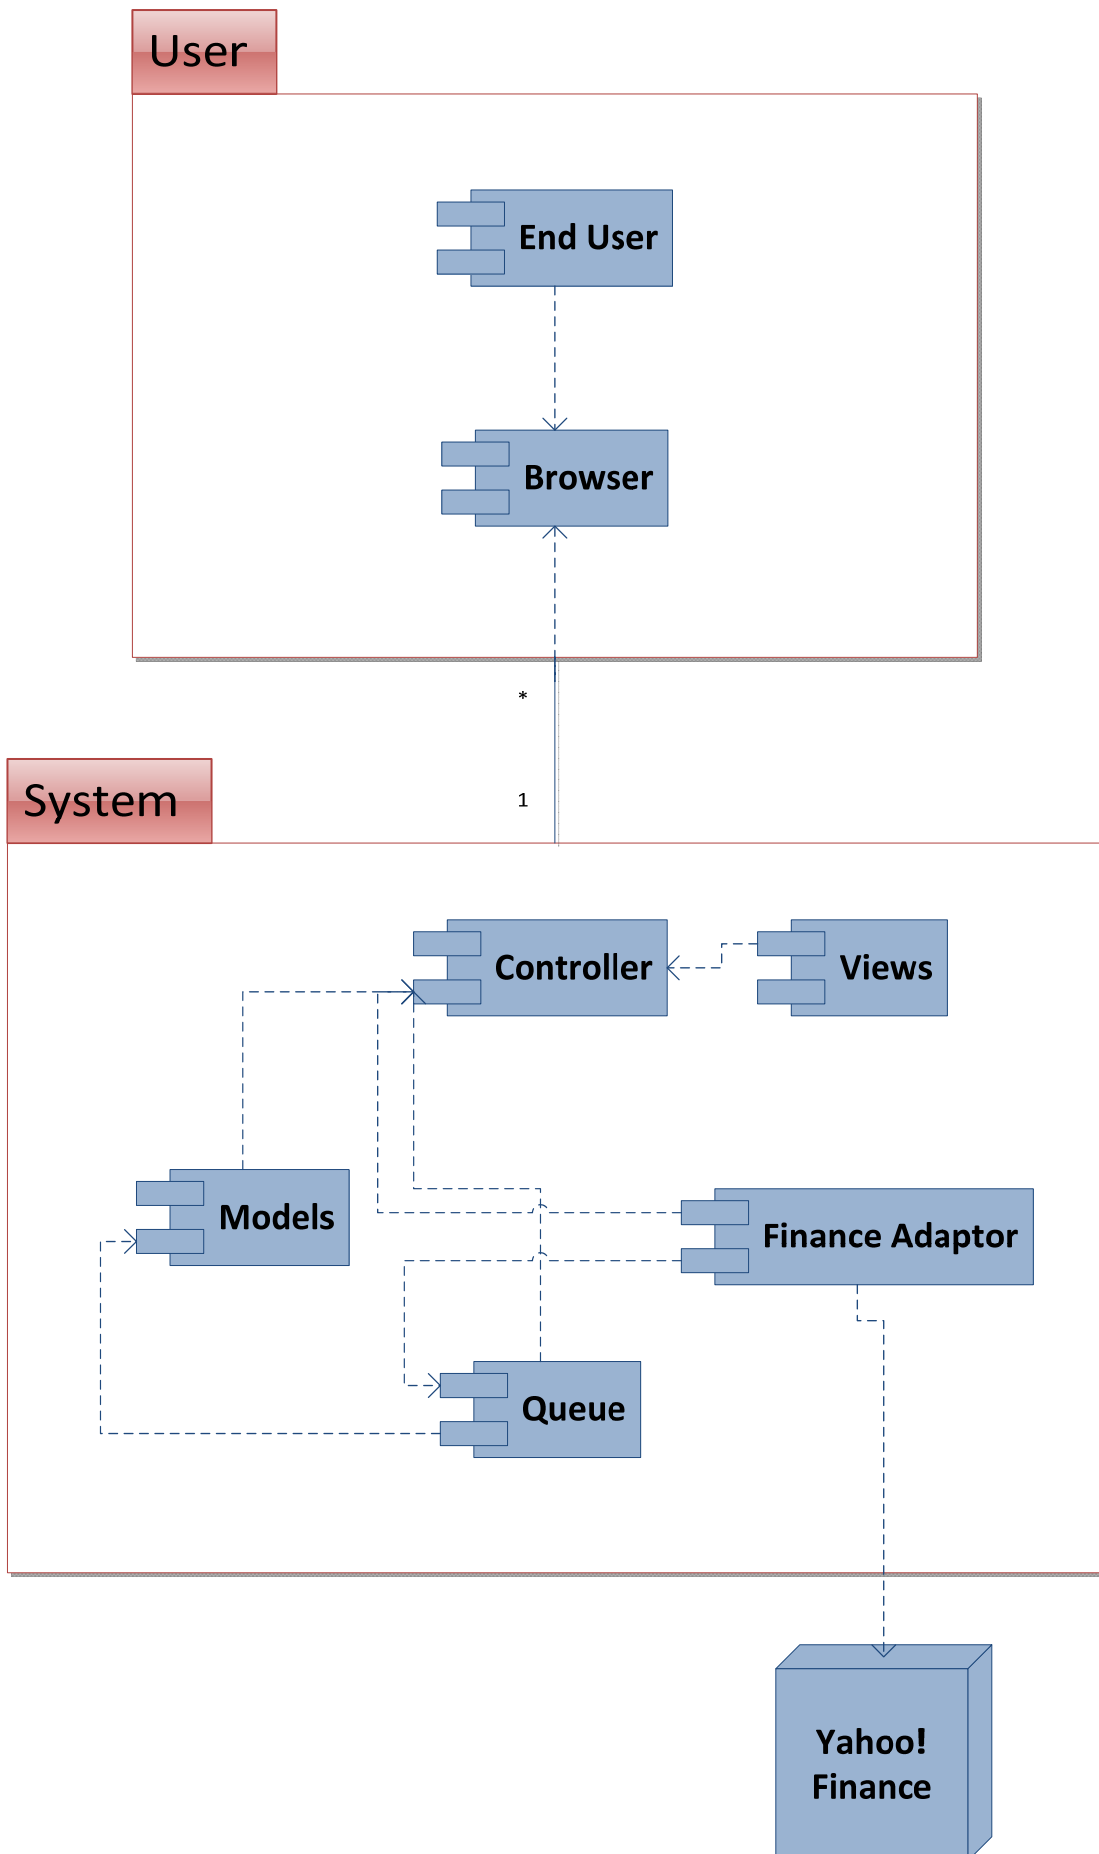 User
End User
Browser
*
1
System
Controller
Views
Models
Finance Adaptor
Queue
Yahoo!
Finance